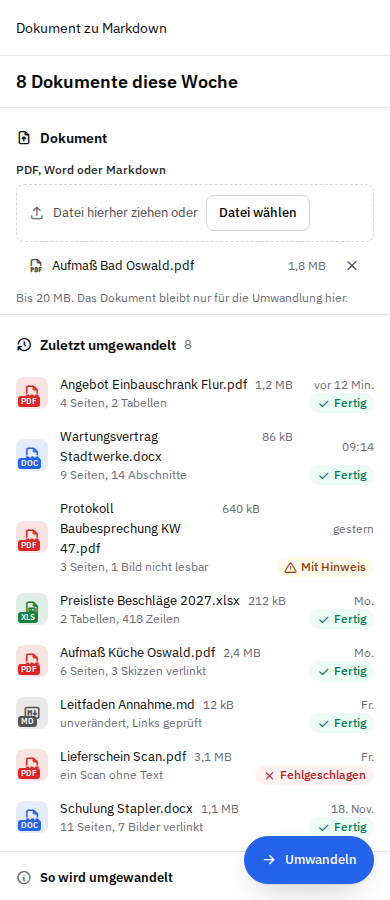 Dokument zu Markdown
8 Dokumente diese Woche
Dokument
PDF, Word oder Markdown
Datei hierher ziehen oder Datei wählen
PDF Aufmaß Bad Oswald.pdf 1,8 MB
Bis 20 MB. Das Dokument bleibt nur für die Umwandlung hier.
Zuletzt umgewandelt 8
PDF Angebot Einbauschrank Flur.pdf 1,2 MB vor 12 Min.
4 Seiten, 2 Tabellen Fertig
Wartungsvertrag 86 kB
DOC Stadtwerke.docx 09:14
9 Seiten, 14 Abschnitte Fertig
Protokoll 640 kB
Baubesprechung KW gestern
PDF 47.pdf
3 Seiten, 1 Bild nicht lesbar Mit Hinweis
XLS Preisliste Beschläge 2027.xlsx 212 kB Mo.
2 Tabellen, 418 Zeilen Fertig
PDF Aufmaß Küche Oswald.pdf 2,4 MB Mo.
6 Seiten, 3 Skizzen verlinkt Fertig
MD Leitfaden Annahme.md 12 kB Fr.
unverändert, Links geprüft Fertig
PDF Lieferschein Scan.pdf 3,1 MB Fr.
ein Scan ohne Text Fehlgeschlagen
DOC Schulung Stapler.docx 1,1 MB 18. Nov.
11 Seiten, 7 Bilder verlinkt Fertig
Umwandeln
So wird umgewandelt